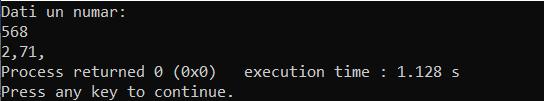 Dati un numar:
568
2,71,
Process returned 0 (0x0)   execution time : 1.128 s
Press any key to continue.